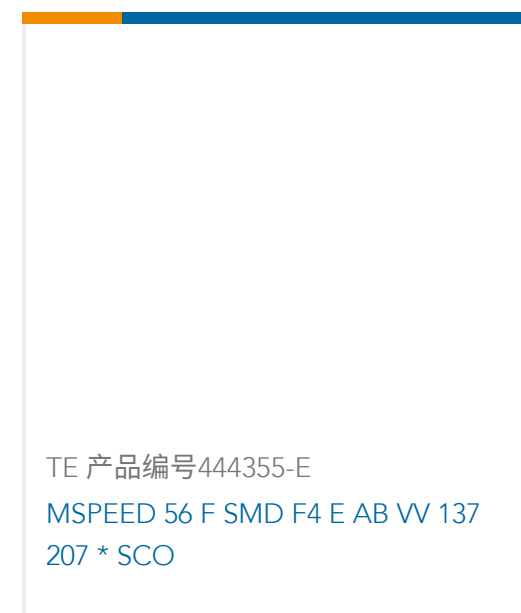 TE 产品编号444355-E
MSPEED 56 F SMD F4 E AB VV 137
207 * SCO